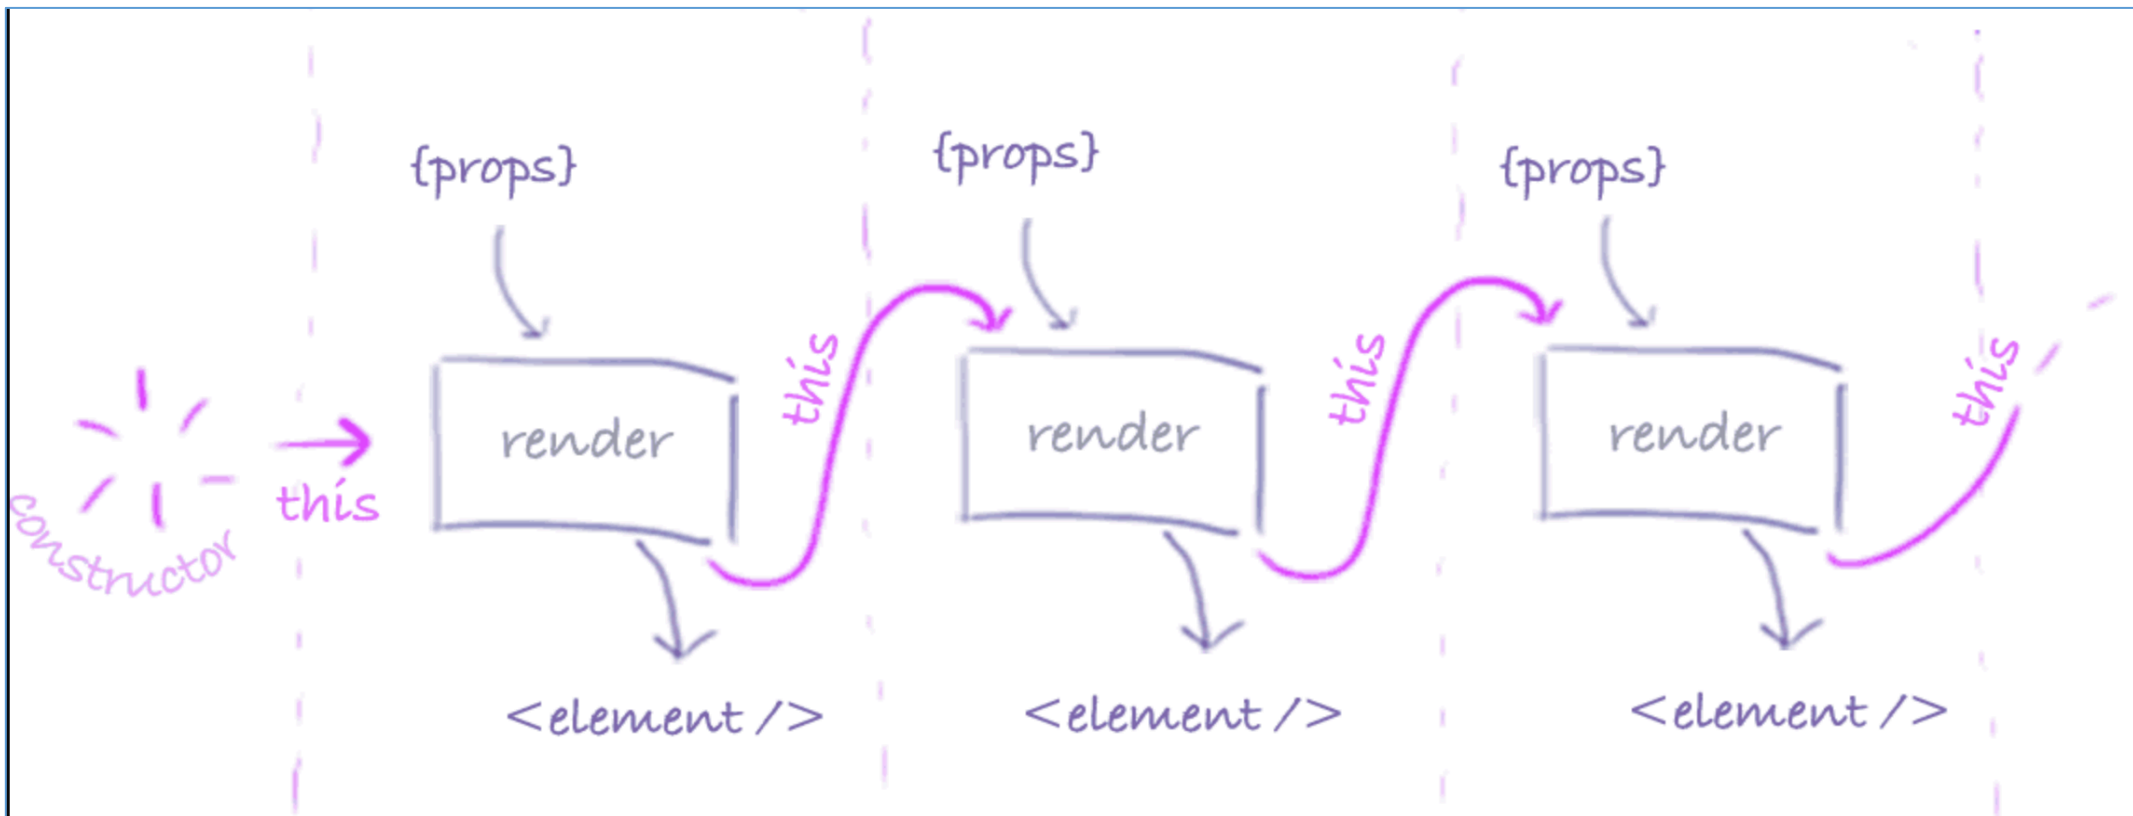 {props}
{props}
{props}
this
this
this
render
render
render
this
constructor
<element />
<element />
<element />